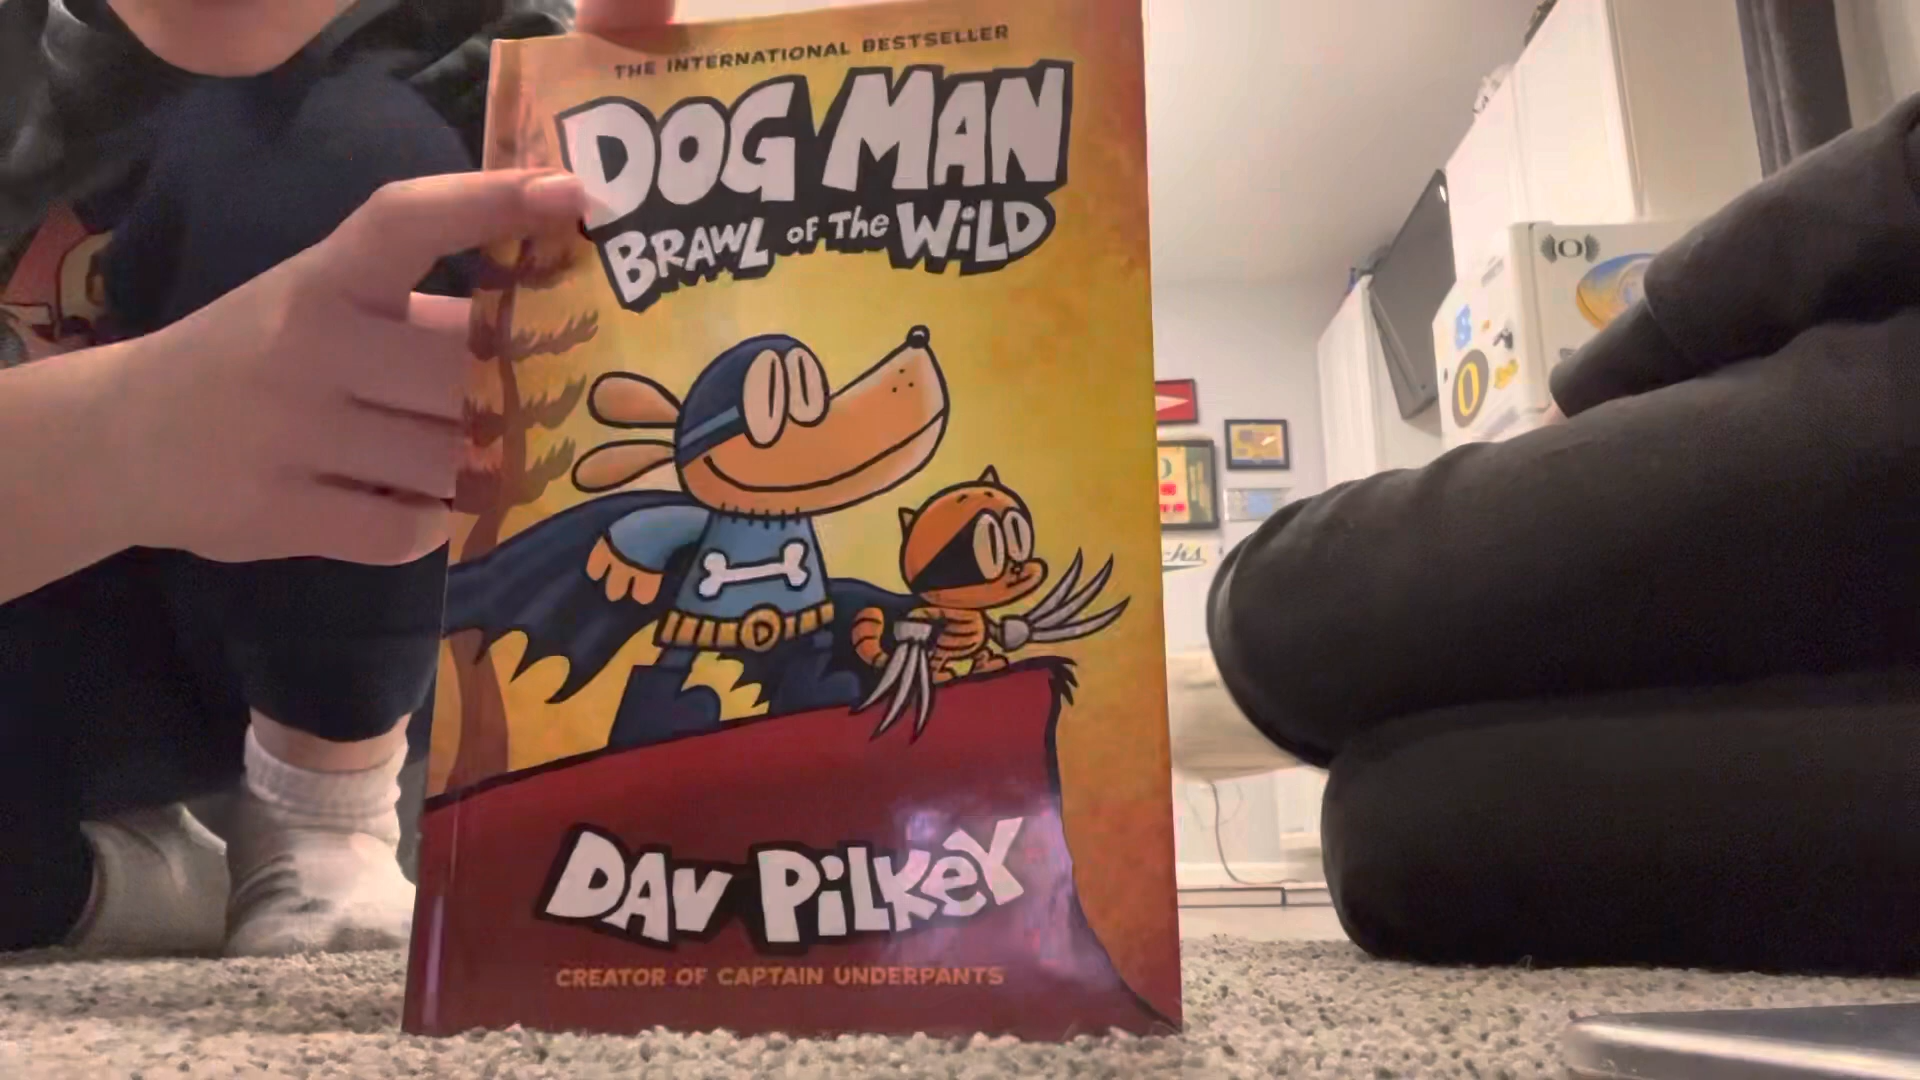 THE INTERNATIONAL BESTSELLER
DOG MAN
BRAWL OF THE WiLD
D
DAV PiLKeY
CREATOR OF CAPTAIN UNDERPANTS
O
O